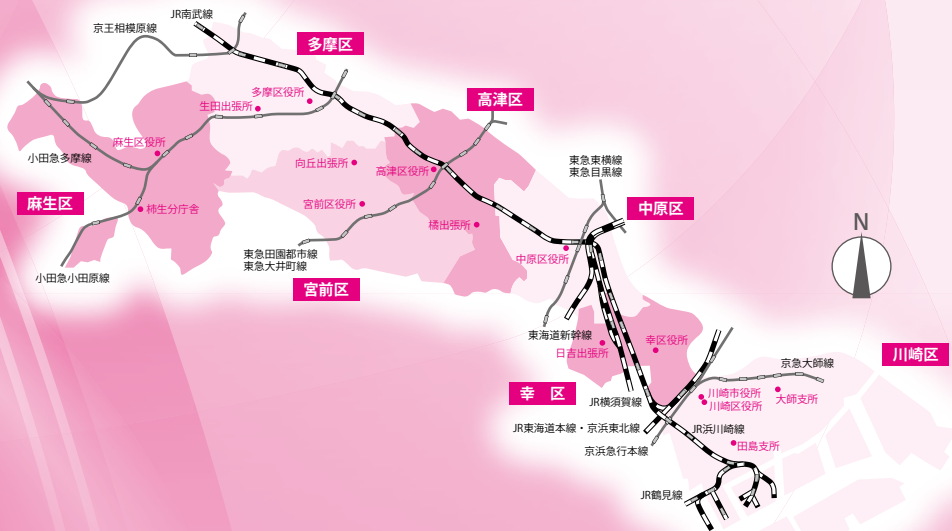 JR南武線
京王相模原線
多摩区
多摩区役所
生田出張所
高津区
麻生区役所
小田急多摩線
向丘出張所
高津区役所
東急東横線
東急目黒線
麻生区
柿生分庁舎
宮前区役所
橘出張所
中原区
N
小田急小田原線
東急田園都市線
東急大井町線
中原区役所
宮前区
東海道新幹線
日吉出張所
幸区役所
川崎区
京急大師線
幸 区
JR横須賀線
川崎市役所
川崎区役所
大師支所
JR東海道本線・京浜東北線
JR浜川崎線
京浜急行本線
田島支所
JR鶴見線